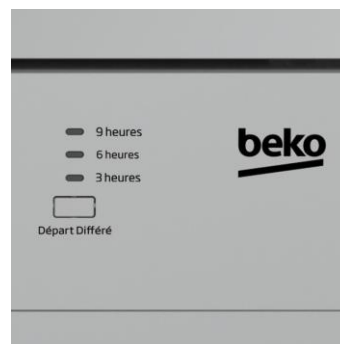 9 heures
beko
6 heures
3 heures
Départ Différé